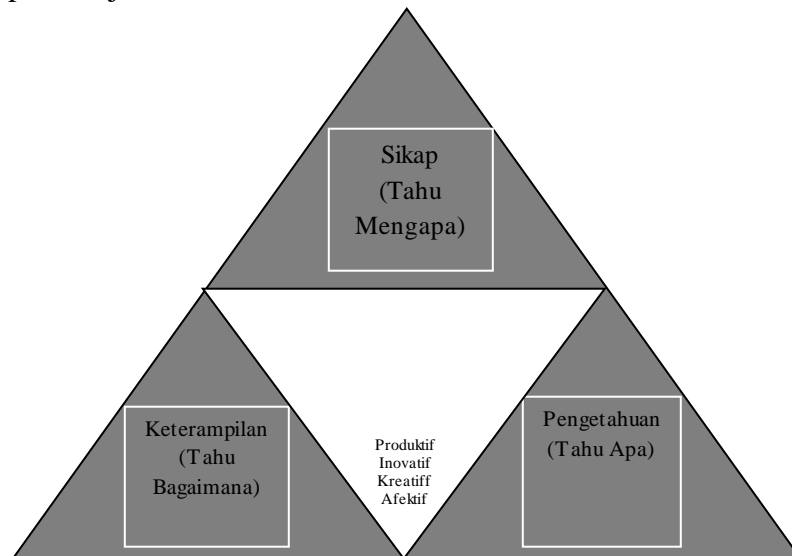 Sikap
(Tahu
Mengapa)
Keterampilan
(Tahu
Bagaimana)
Produktif
Inovatif
Kreatiff
Afektif
Pengetahuan
(Tahu Apa)